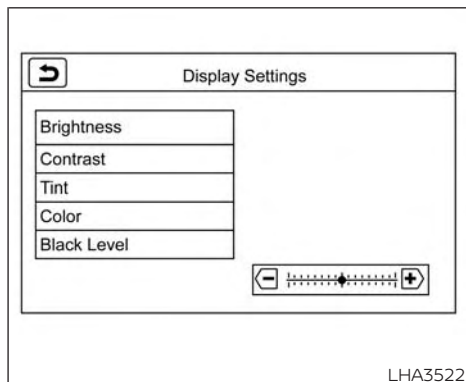 Display Settings
Brightness
Contrast
Tint
Color
Black Level
LHA3522